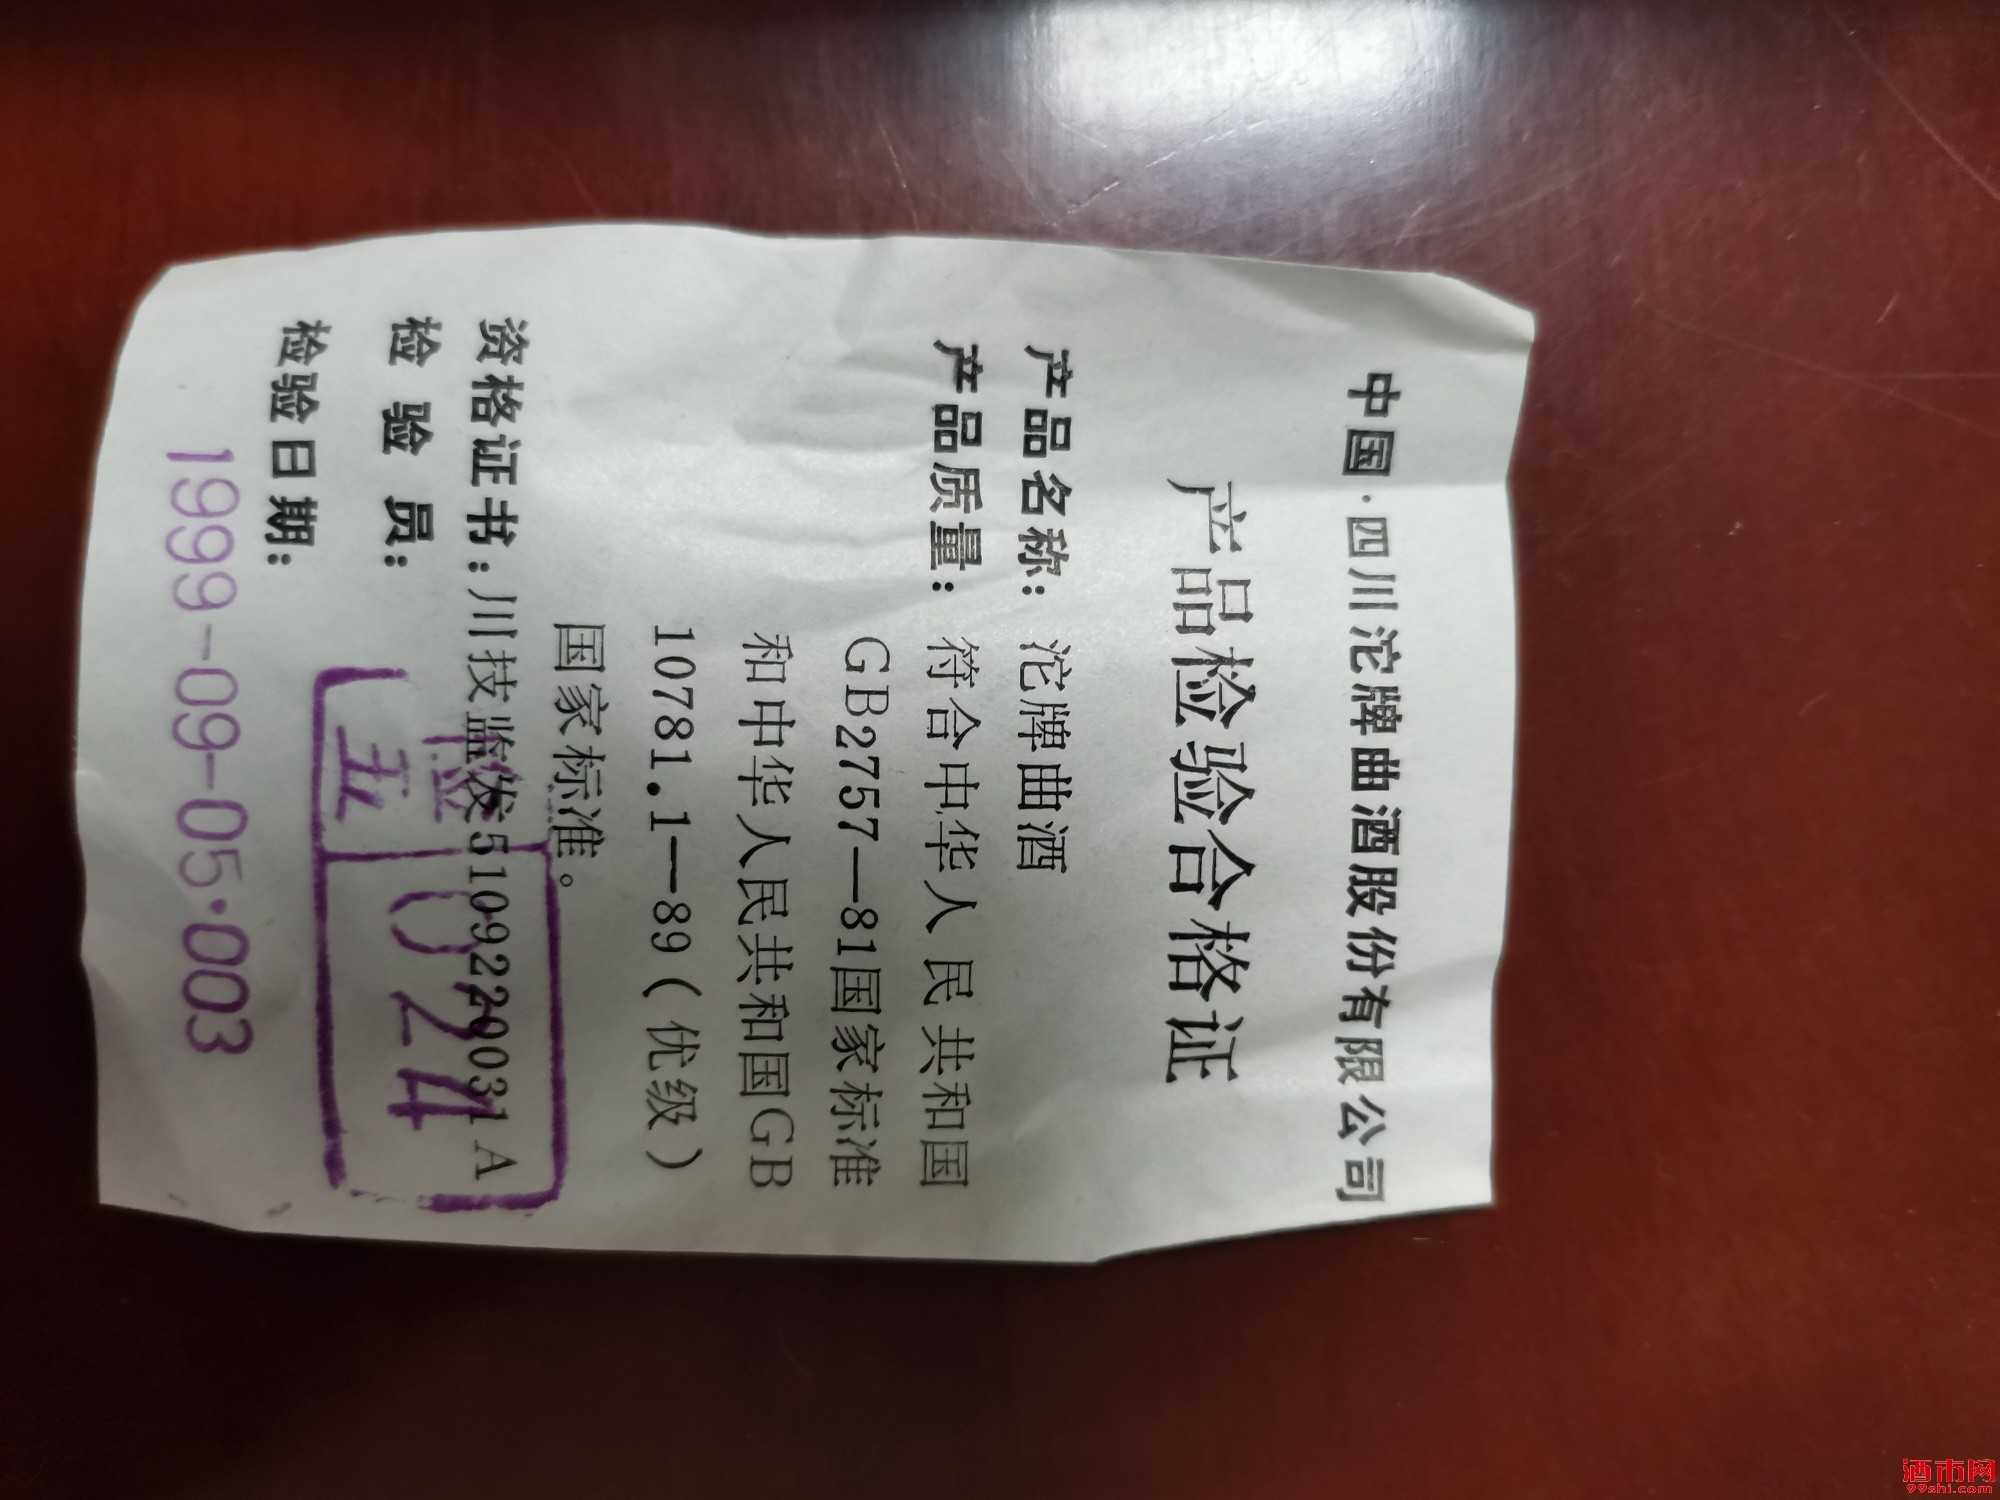 中国·四川沱牌曲酒股份有限公司
产品检验合格证
产品名称：沱牌曲酒
产品质量：符合中华人民共和国
GB2757—81国家标准
和中华人民共和国GB
10781.1—89（优级）
国家标准。
资格证书：川技监发5109220031A
检验员：
024
检验日期：
1999-09-05·003
酒市网
99shi.com